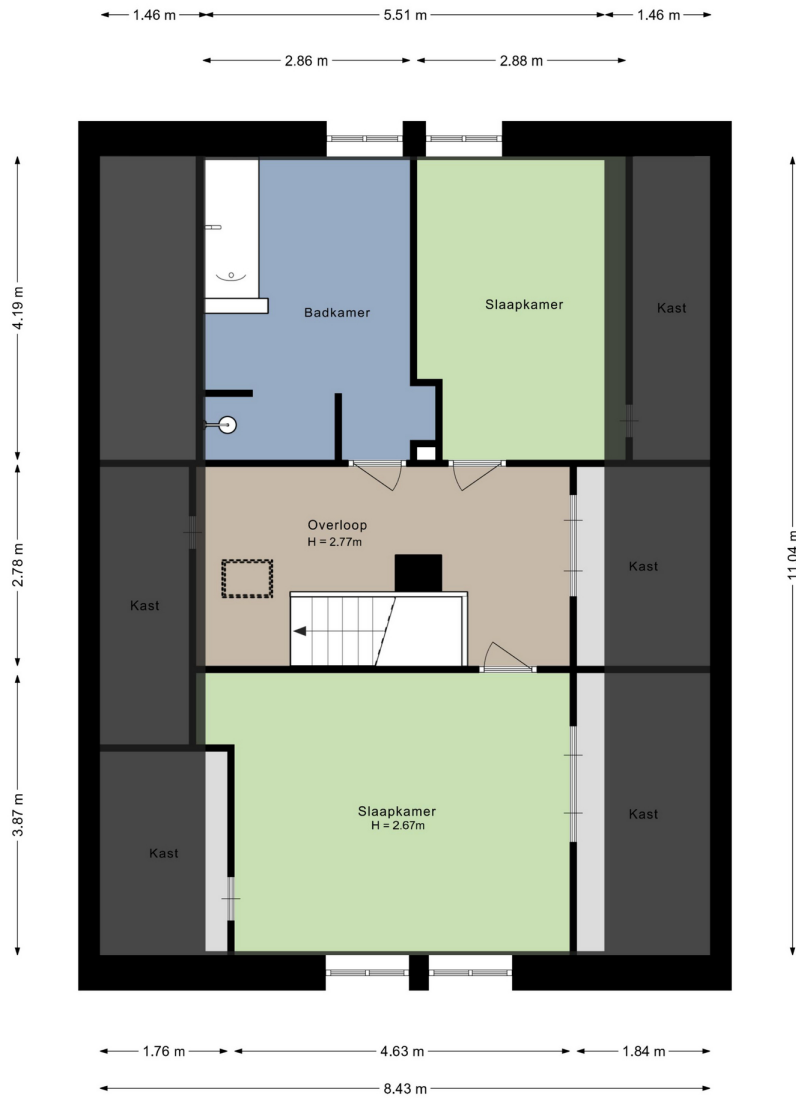 1.46 m
5.51 m
1.46 m
2.86 m
2.88 m
4.19 m
Badkamer
Slaapkamer
Kast
2.78 m
Overloop
H = 2.77m
Kast
Kast
11.04 m
3.87 m
Slaapkamer
H = 2.67m
Kast
Kast
1.76 m
4.63 m
1.84 m
8.43 m